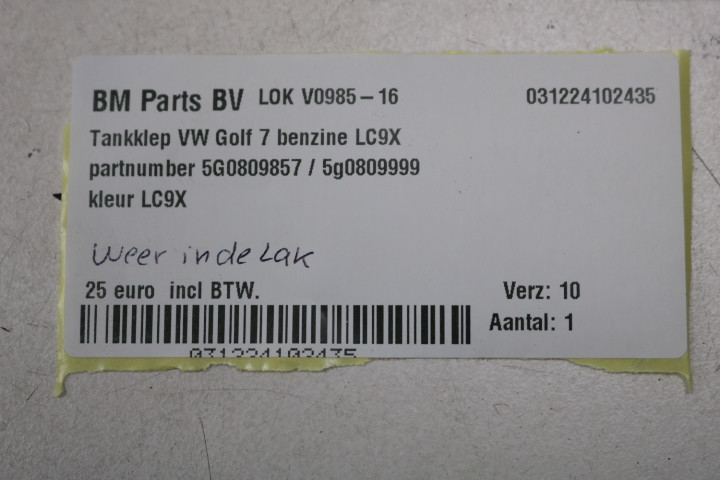 BM Parts BV LOK V0985-16 031224102435
Tankklep VW Golf 7 benzine LC9X
partnumber 5G0809857 / 5g0809999
kleur LC9X
Weer in de Lak
25 euro incl BTW. Verz: 10
Aantal: 1
031224102435